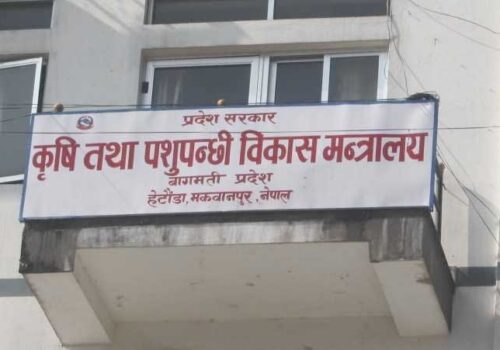 प्रदेश सरकार
कृषि तथा पशुपन्छी विकास मन्त्रालय
बागमती प्रदेश
हेटौंडा, मकवानपुर, नेपाल